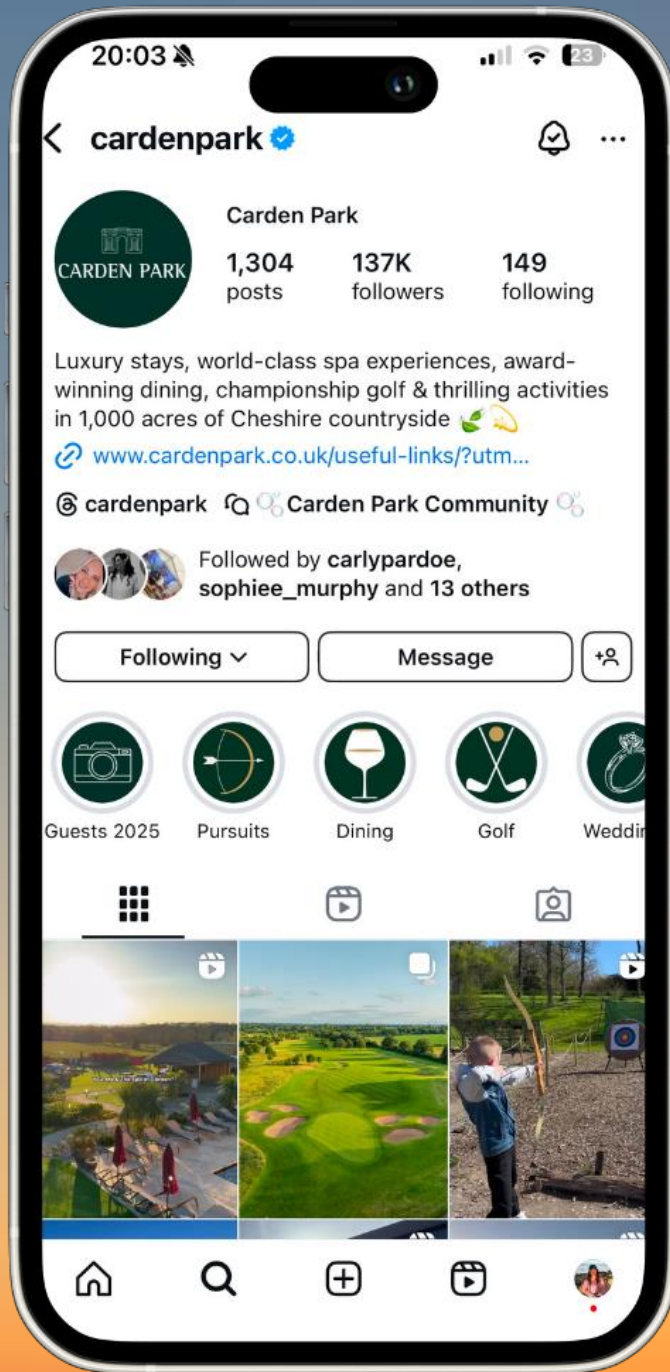 20:03
23
cardenpark
CARDEN PARK
Carden Park
1,304
137K
149
posts
followers
following
Luxury stays, world-class spa experiences, award-
winning dining, championship golf & thrilling activities
in 1,000 acres of Cheshire countryside 🌿💫
www.cardenpark.co.uk/useful-links/?utm...
cardenpark
🫧Carden Park Community🫧
Followed by carlypardoe,
sophiee_murphy and 13 others
Following
Message
Guests 2025
Pursuits
Dining
Golf
Weddin